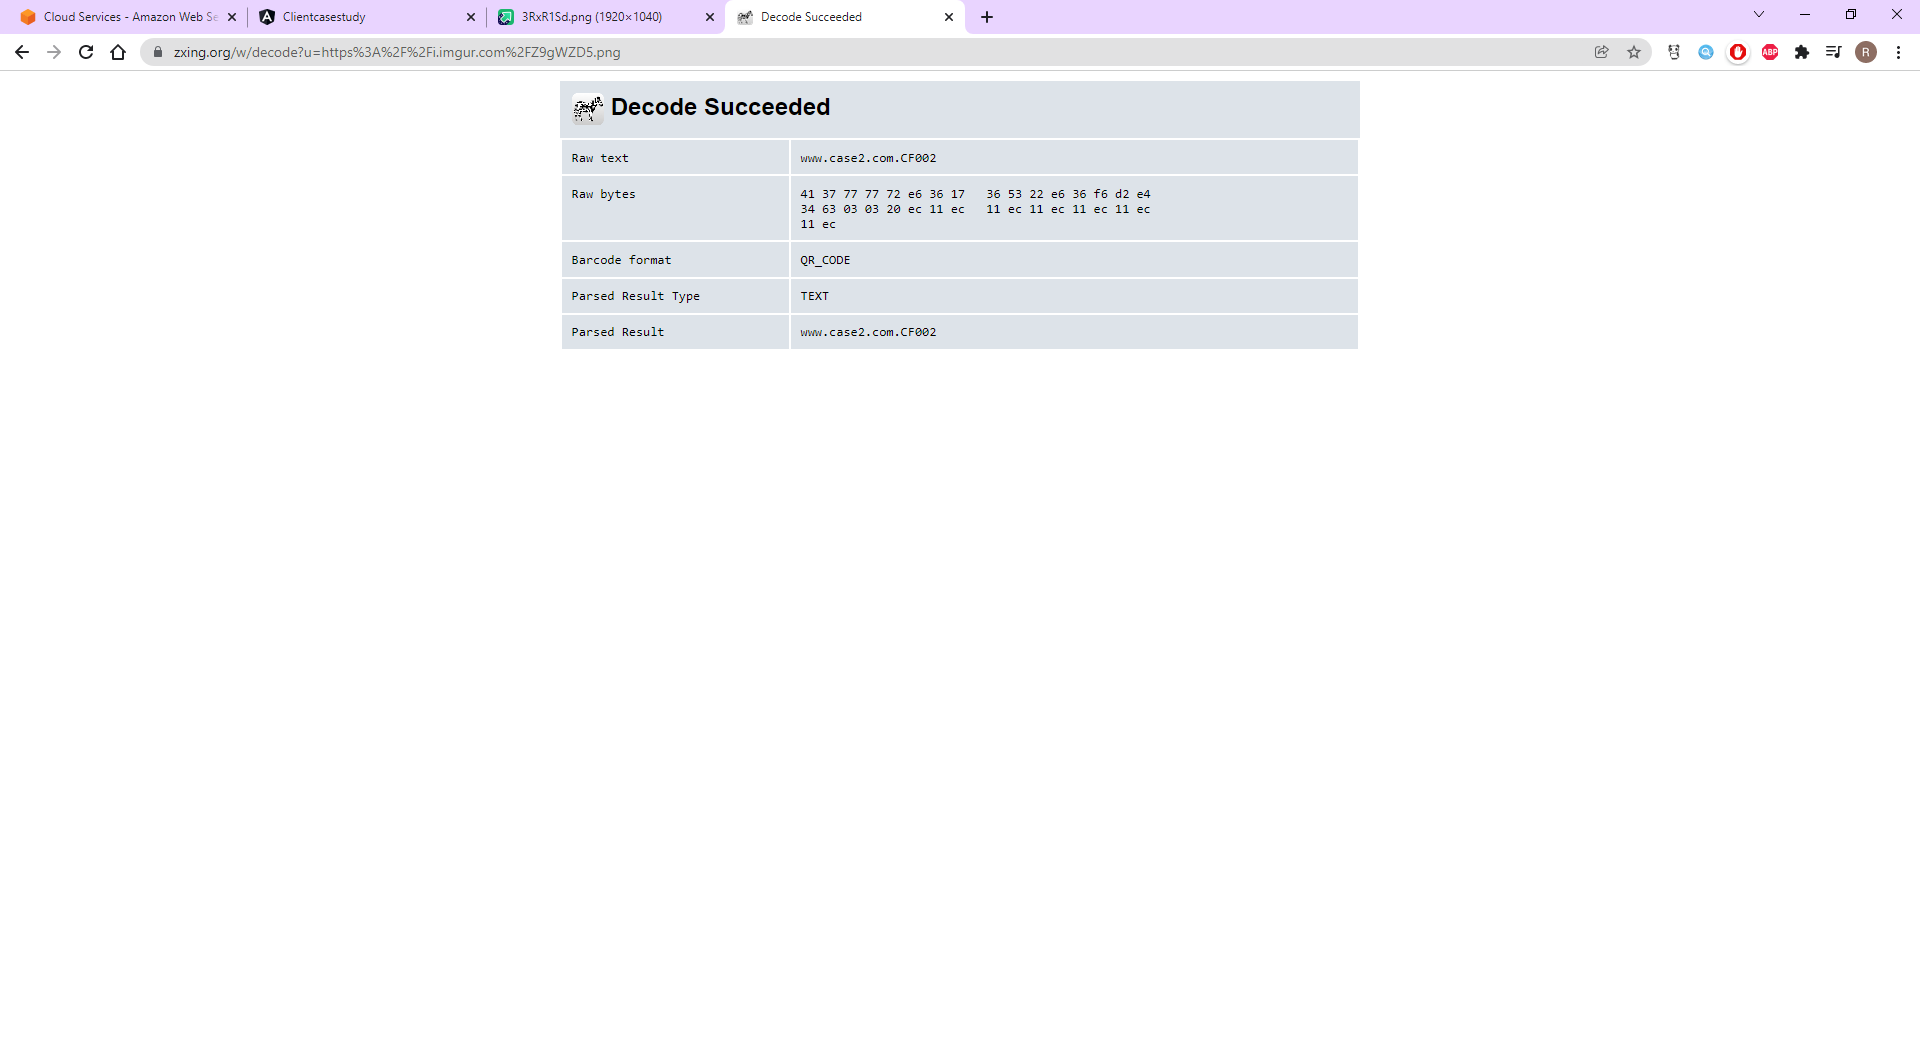 Cloud Services - Amazon Web Se
Clientcasestudy
3RxR1Sd.png (1920×1040)
Decode Succeeded
zxing.org/w/decode?u=https%3A%2F%2Fi.imgur.com%2FZ9gWZD5.png
ABP
R
Decode Succeeded
Raw text www.case2.com.CF002
Raw bytes 41 37 77 77 72 e6 36 17 36 53 22 e6 36 f6 d2 e4
34 63 03 03 20 ec 11 ec 11 ec 11 ec 11 ec 11 ec
11 ec
Barcode format QR_CODE
Parsed Result Type TEXT
Parsed Result www.case2.com.CF002